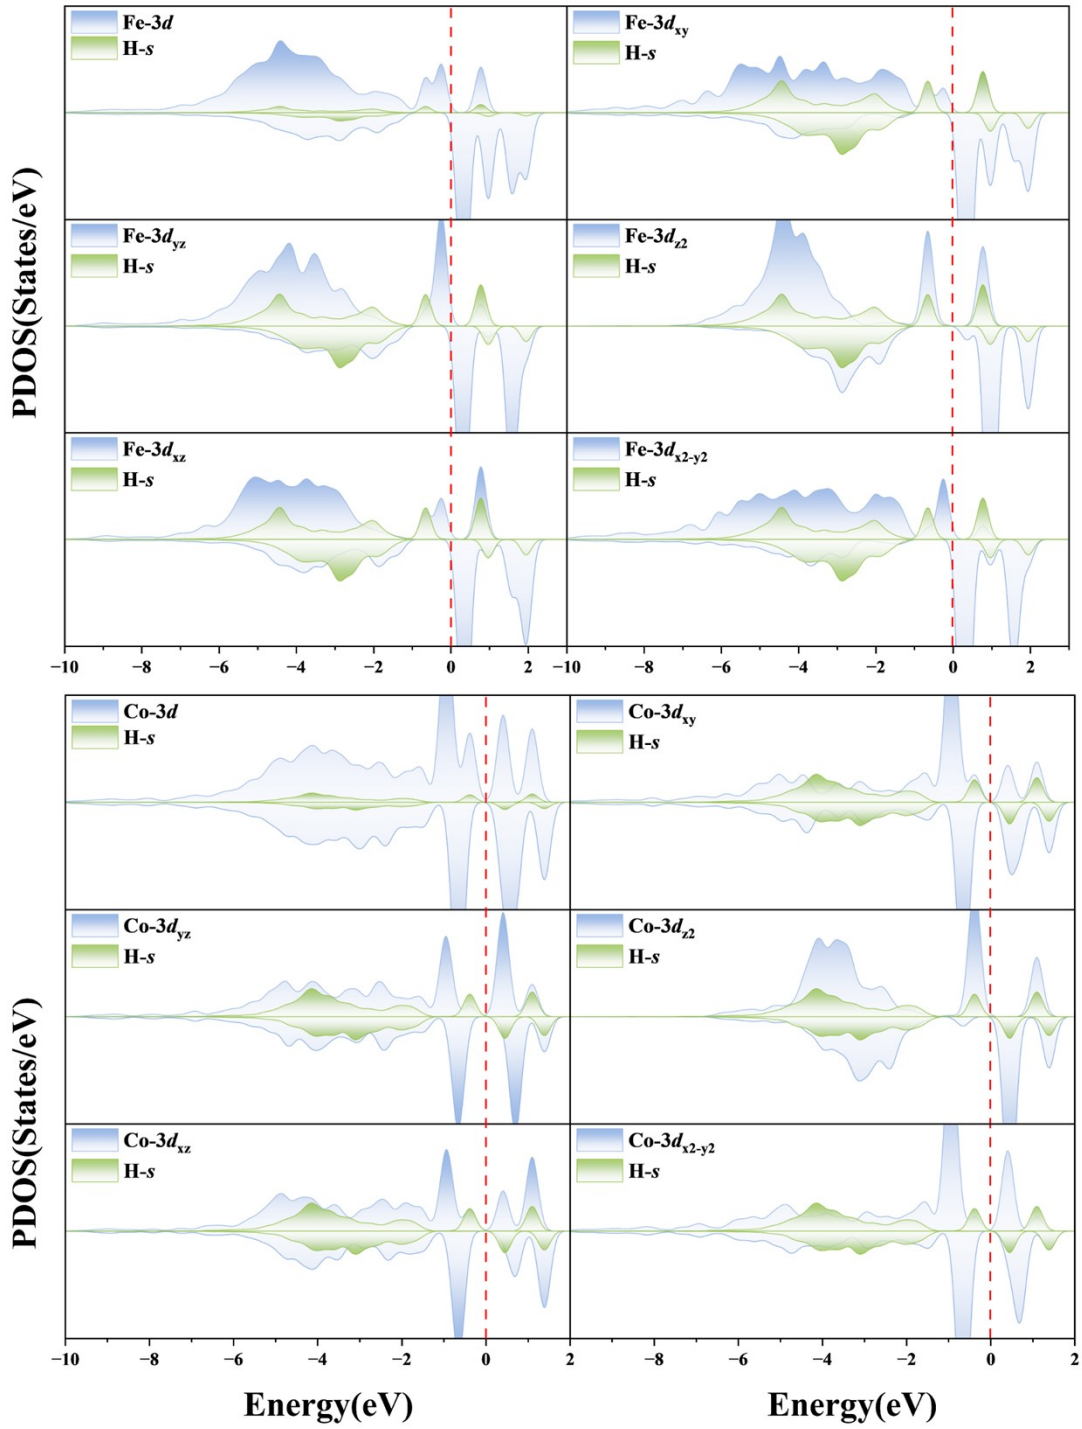 Fe-3d
H-s
Fe-3dxy
H-s
PDOS(States/eV)
Fe-3dyz
H-s
Fe-3dz2
H-s
Fe-3dxz
H-s
Fe-3dx2-y2
H-s
−10 −8 −6 −4 −2 0 2 −10 −8 −6 −4 −2 0 2
Co-3d
H-s
Co-3dxy
H-s
PDOS(States/eV)
Co-3dyz
H-s
Co-3dz2
H-s
Co-3dxz
H-s
Co-3dx2-y2
H-s
−10 −8 −6 −4 −2 0 2 −8 −6 −4 −2 0 2
Energy(eV) Energy(eV)